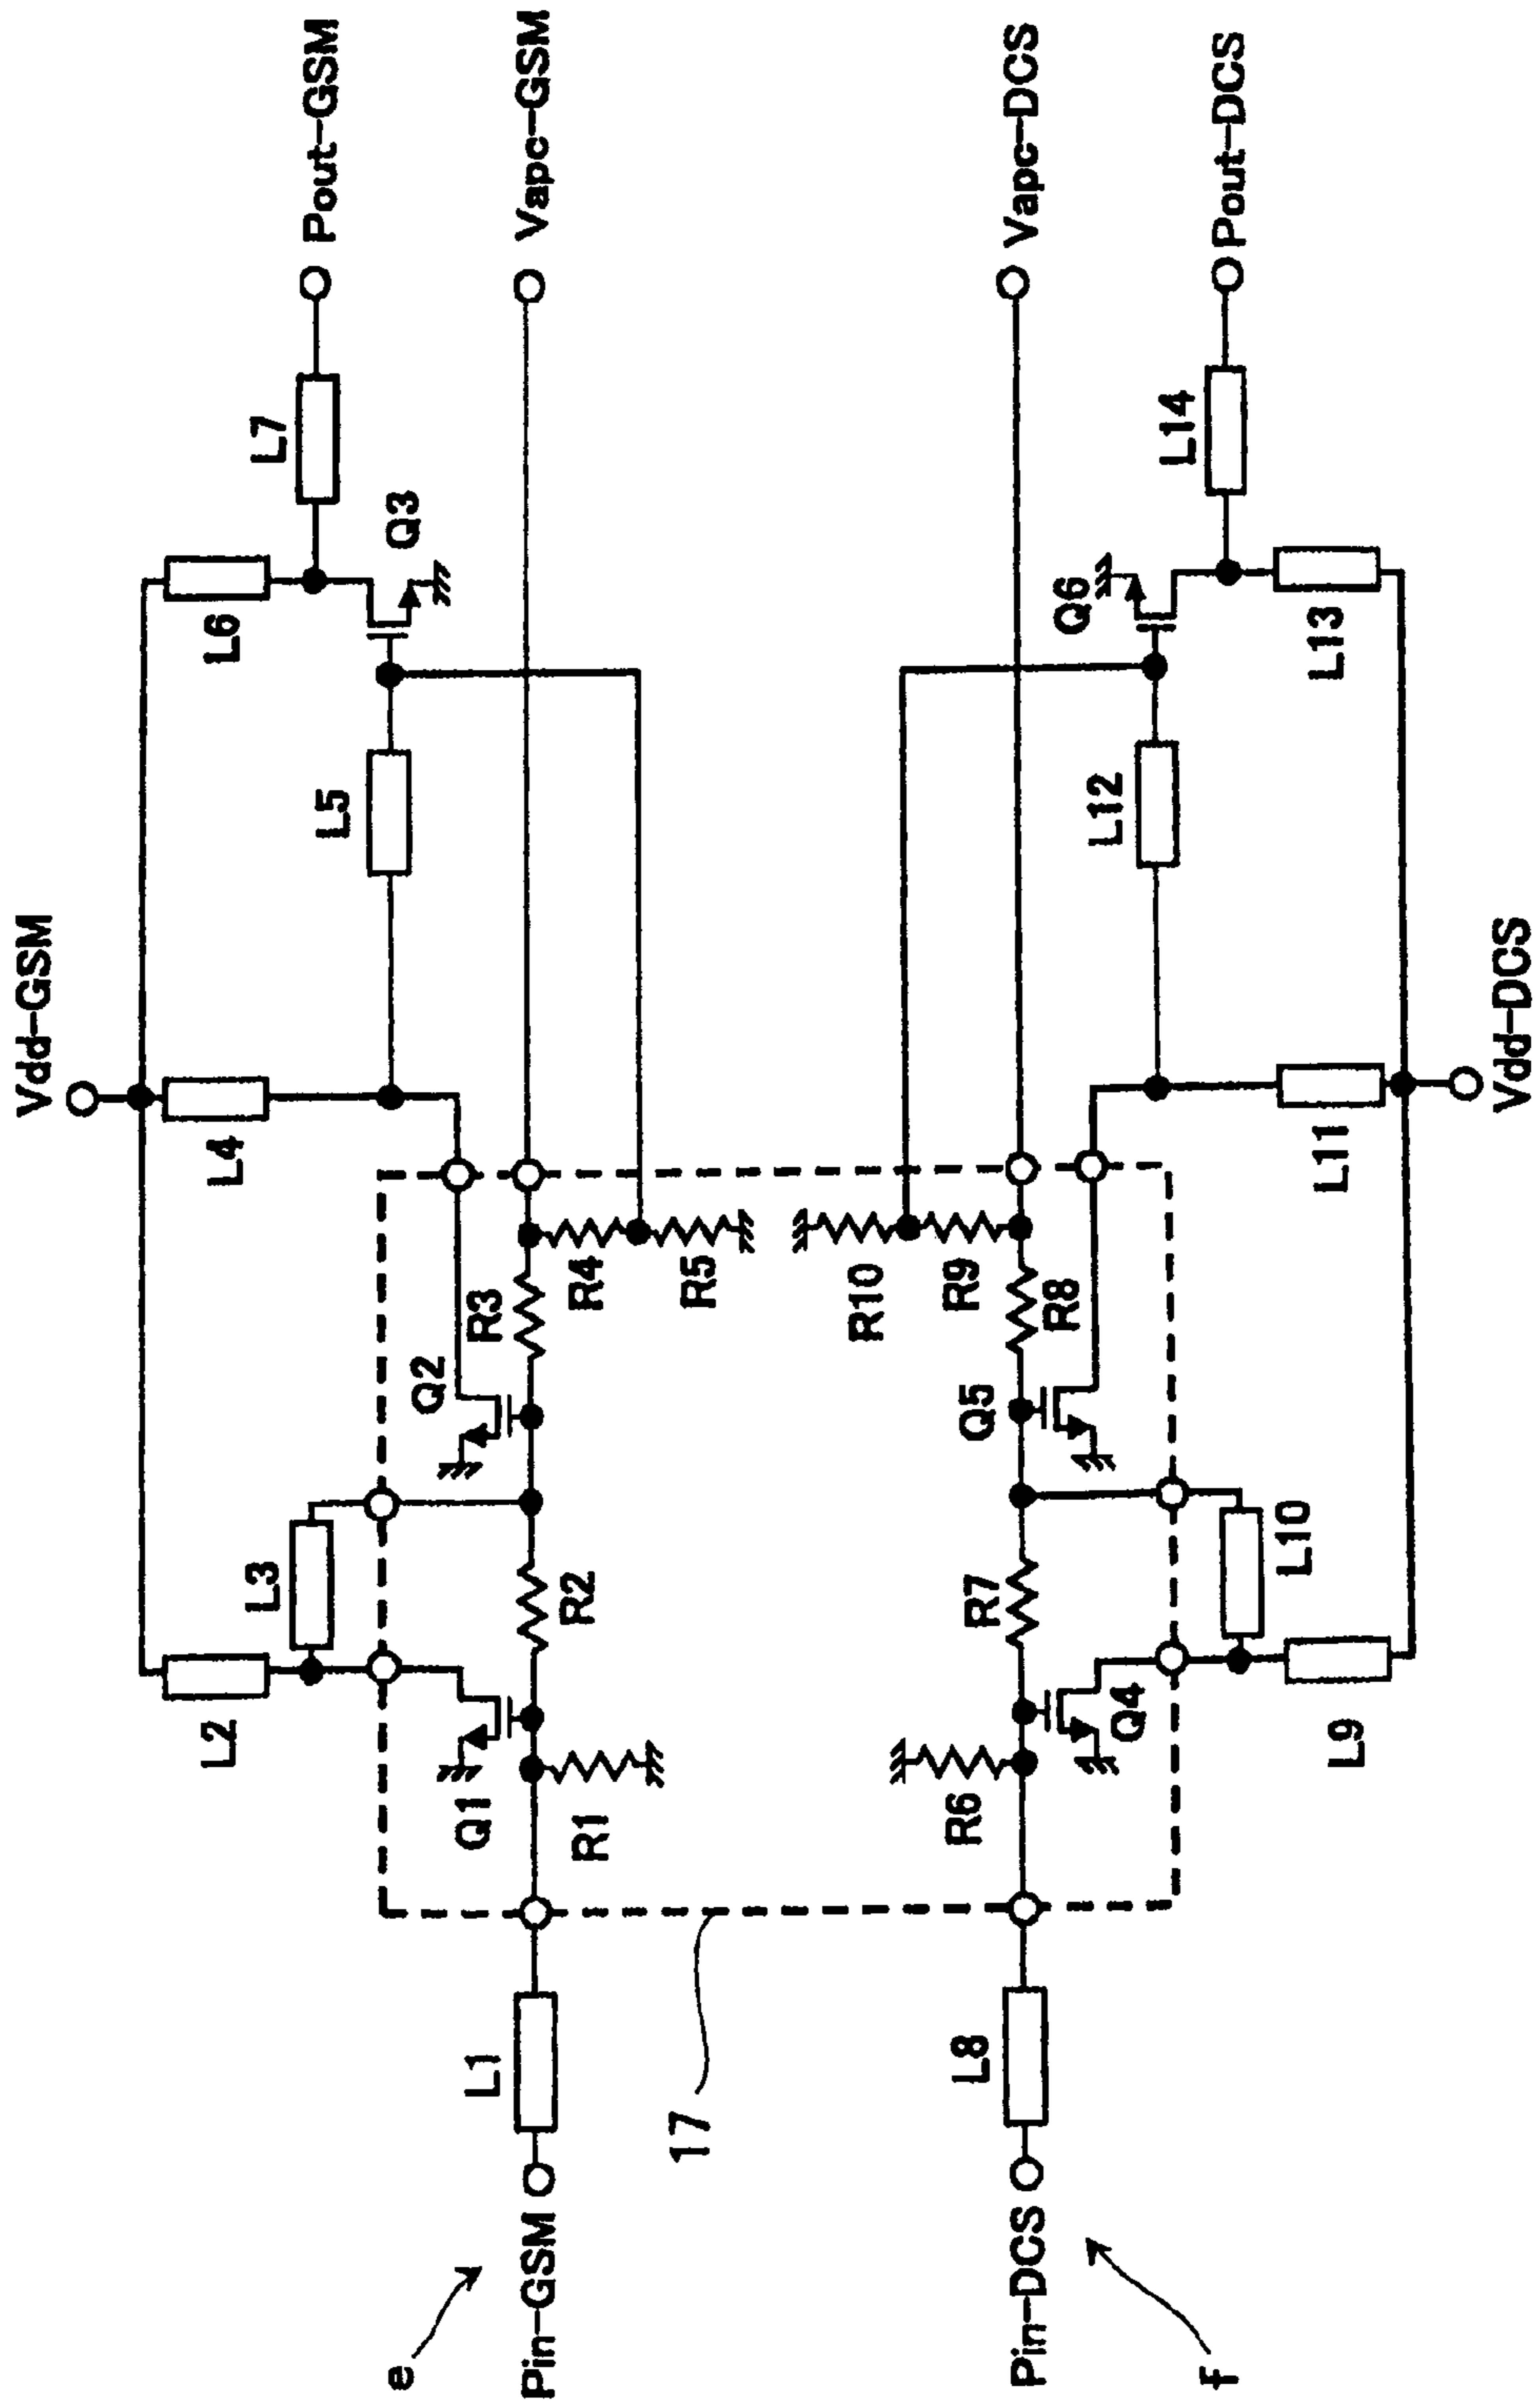 Vdd-GSM
L6
L7
Pout-GSM
L4
L5
Q3
L2
L3
Q2
Vapc-GSM
Q1
R3
L1
R2
R4
Pin-GSM
R1
R5
e
17
R10
R9
R6
R7
Q5
R8
Q6
Vapc-DCS
L8
Pin-DCS
Q4
L12
L14
Pout-DCS
f
L10
L11
L13
L9
Vdd-DCS